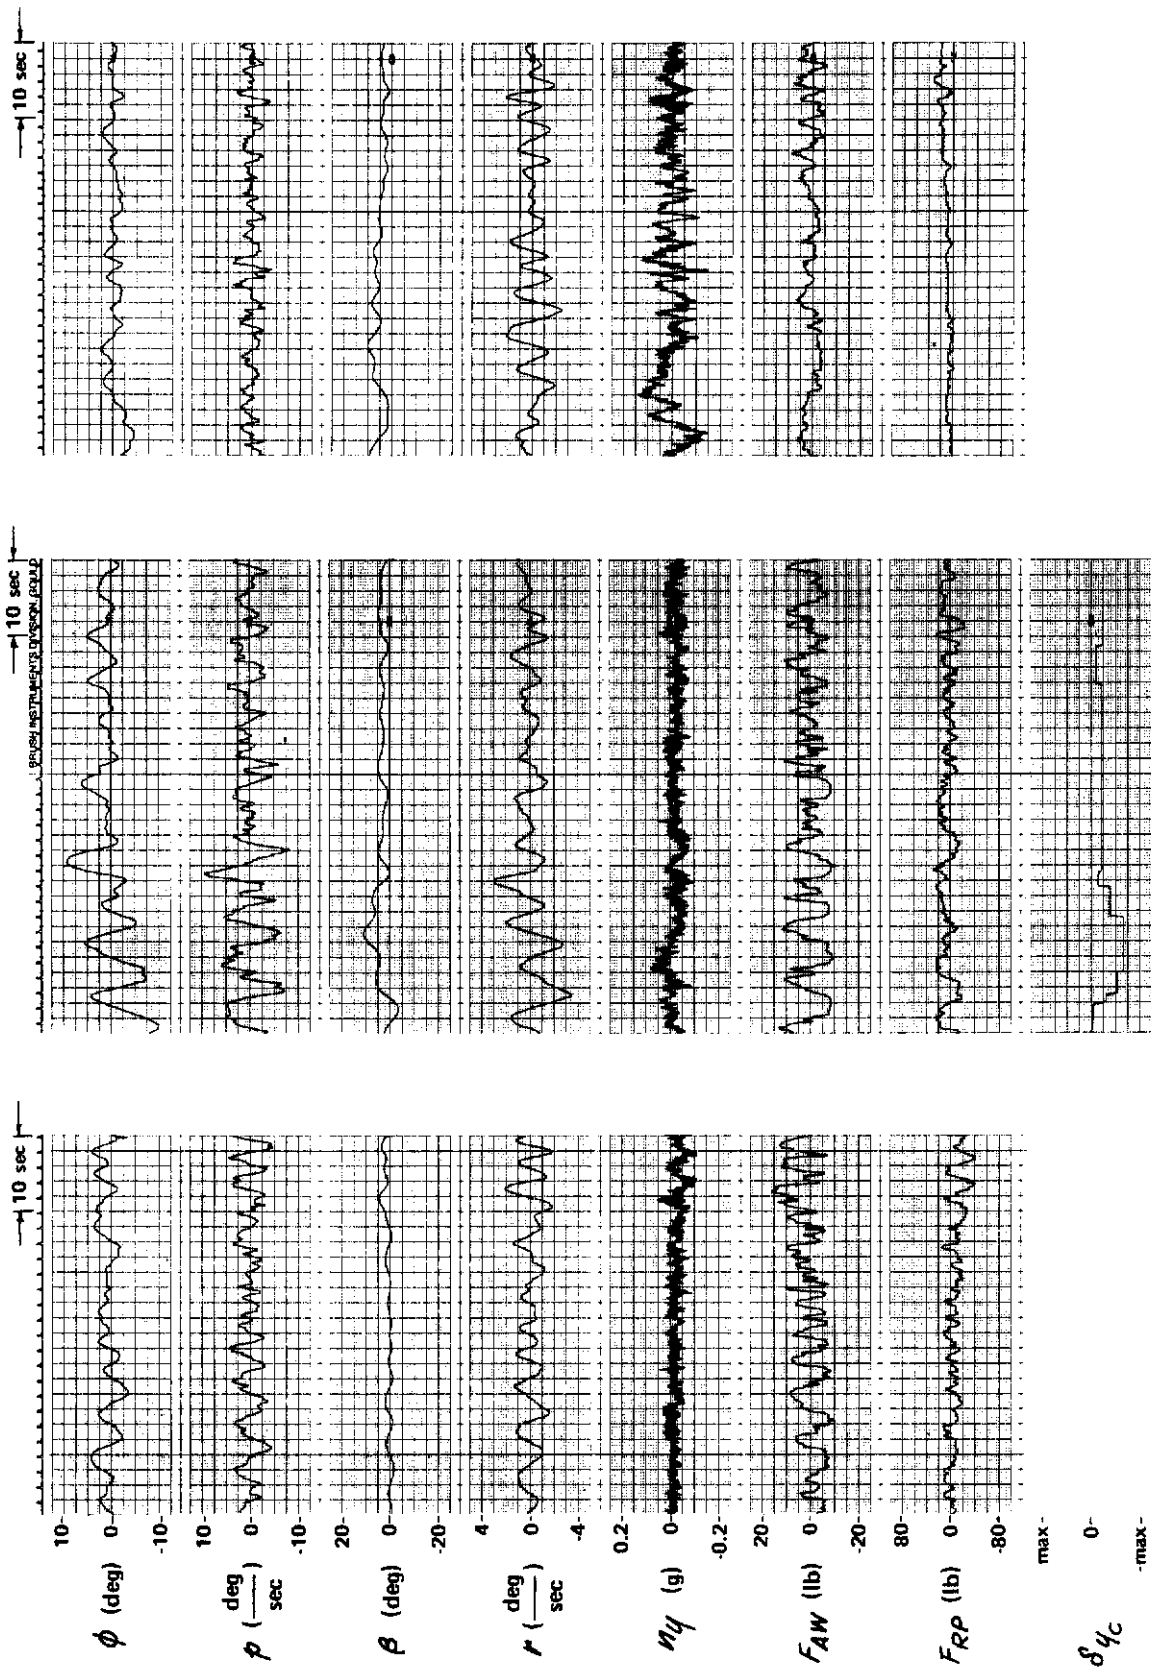 10 sec
10 sec
BRUSH INSTRUMENTS DIVISION, GOULD
10 sec
ϕ (deg)
10
0
-10
p (deg/sec)
10
0
-10
β (deg)
20
0
-20
r (deg/sec)
4
0
-4
ny (g)
0.2
0
-0.2
FAW (lb)
20
0
-20
FRP (lb)
80
0
-80
δyc
max
0
-max